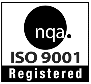 nqa.
ISO 9001
Registered